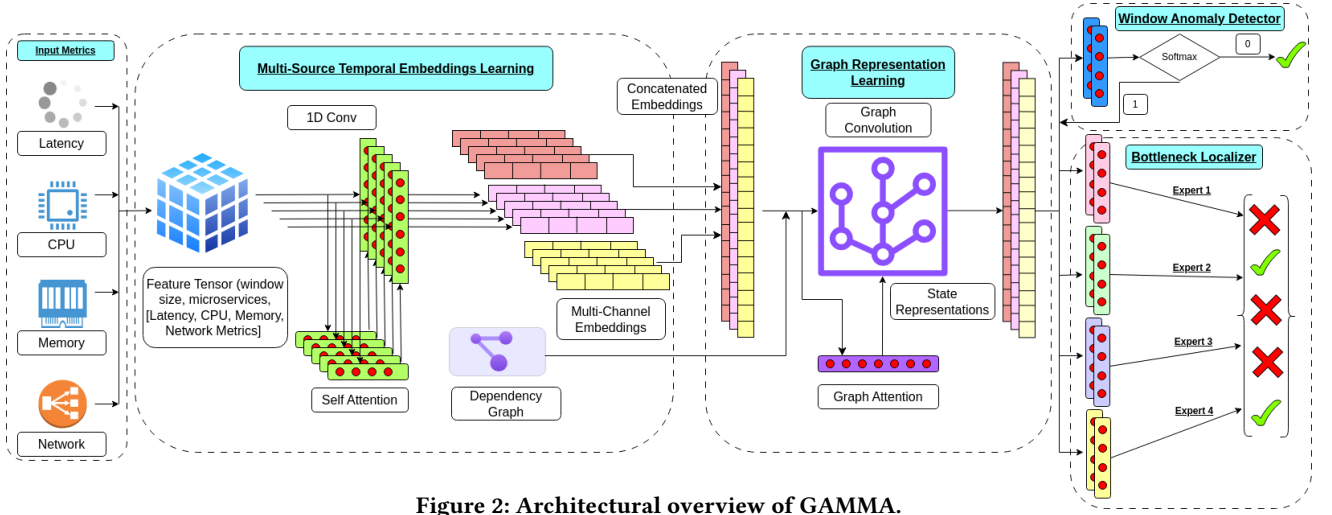 Input Metrics
Latency
CPU
Memory
Network
Multi-Source Temporal Embeddings Learning
1D Conv
Feature Tensor (window
size, microservices,
[Latency, CPU, Memory,
Network Metrics]
Self Attention
Multi-Channel
Embeddings
Dependency
Graph
Concatenated
Embeddings
Graph Representation
Learning
Graph
Convolution
State
Representations
Graph Attention
Window Anomaly Detector
Softmax
0
1
Bottleneck Localizer
Expert 1
Expert 2
Expert 3
Expert 4
Figure 2: Architectural overview of GAMMA.